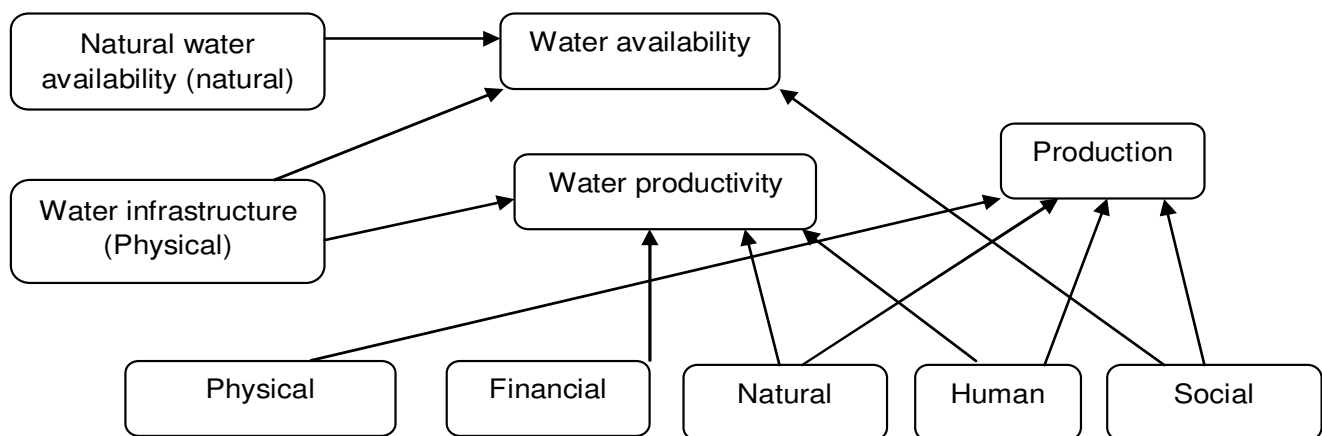 Natural water
availability (natural)
Water availability
Production
Water productivity
Water infrastructure
(Physical)
Physical
Financial
Natural
Human
Social